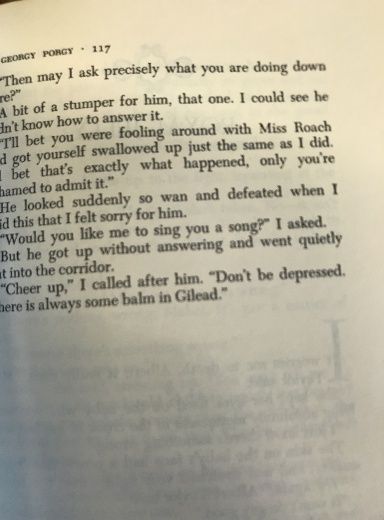 GEORGY PORGY · 117
"Then may I ask precisely what you are doing down
re?"
A bit of a stumper for him, that one. I could see he
dn't know how to answer it.
"I'll bet you were fooling around with Miss Roach
d got yourself swallowed up just the same as I did.
l bet that's exactly what happened, only you're
hamed to admit it."
He looked suddenly so wan and defeated when I
id this that I felt sorry for him.
"Would you like me to sing you a song?" I asked.
But he got up without answering and went quietly
t into the corridor.
"Cheer up," I called after him. "Don't be depressed.
here is always some balm in Gilead."